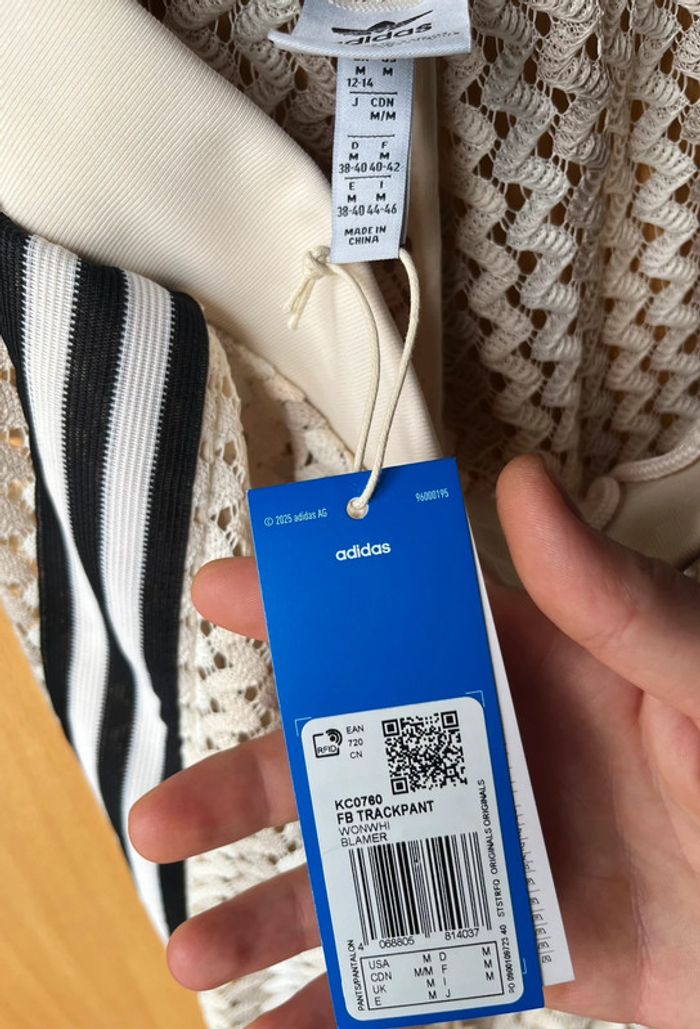 adidas
M M
12-14
J CDN
M/M
D F
M M
38-40 40-42
E I
M M
38-40 44-46
MADE IN
CHINA
© 2025 adidas AG
96000195
adidas
RFID
EAN
720
CN
KC0760
FB TRACKPANT
WONWHI
BLAMER
4 068805 814037
PANTS/PANTALON
STSTRFQ ORIGINALS ORIGINALS
USA M D M
CDN M/M F M
UK M I M
E M J